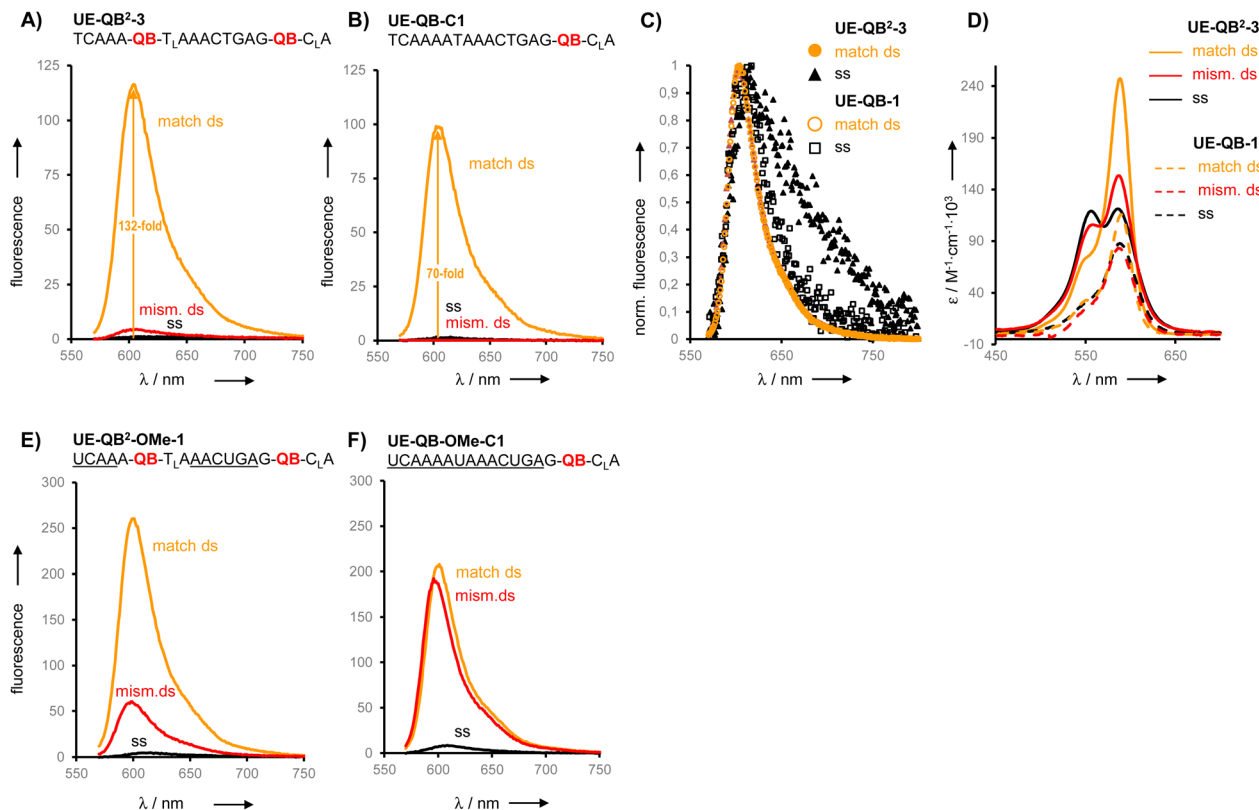 A)
UE-QB²-3
TCAAA-QB-TLAAACTGAG-QB-CLA
fluorescence
125
100
75
50
25
0
match ds
132-fold
mism. ds
ss
550
600
650
700
750
λ / nm
B)
UE-QB-C1
TCAAAATAAACTGAG-QB-CLA
fluorescence
125
100
75
50
25
0
match ds
70-fold
ss
mism. ds
550
600
650
700
750
λ / nm
C)
UE-QB²-3
match ds
ss
UE-QB-1
match ds
ss
norm. fluorescence
1
0,9
0,8
0,7
0,6
0,5
0,4
0,3
0,2
0,1
0
550
650
750
λ / nm
D)
UE-QB²-3
match ds
mism. ds
ss
UE-QB-1
match ds
mism. ds
ss
ε / M⁻¹·cm⁻¹·10³
240
190
140
90
40
-10
450
550
650
λ / nm
E)
UE-QB²-OMe-1
UCAAA-QB-TLAAACUGAG-QB-CLA
fluorescence
300
250
200
150
100
50
0
match ds
mism.ds
ss
550
600
650
700
750
λ / nm
F)
UE-QB-OMe-C1
UCAAAAUAAACUGAG-QB-CLA
300
250
200
150
100
50
0
match ds
mism.ds
ss
550
600
650
700
750
λ / nm